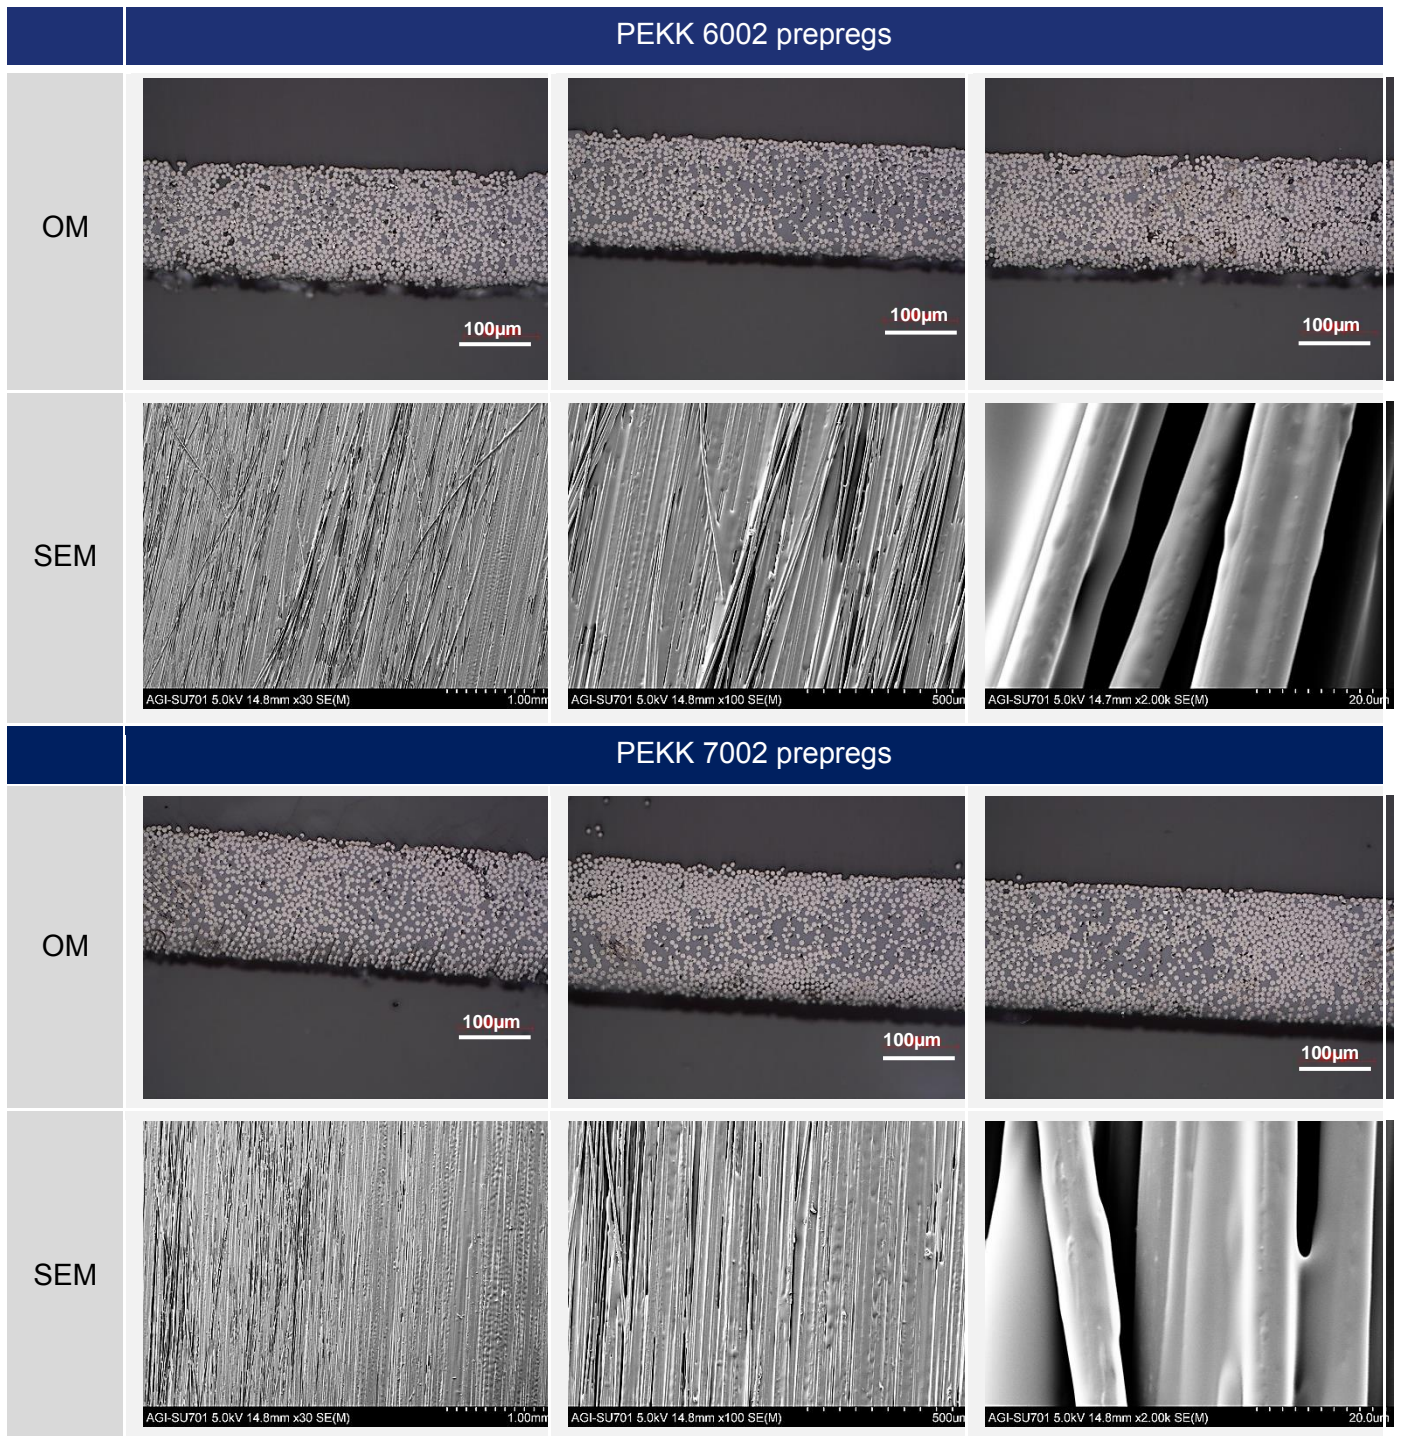 PEKK 6002 prepregs
OM
100µm
100µm
100µm
SEM
AGI-SU701 5.0kV 14.8mm x30 SE(M) 1.00mm
AGI-SU701 5.0kV 14.8mm x100 SE(M) 500um
AGI-SU701 5.0kV 14.7mm x2.00k SE(M) 20.0um
PEKK 7002 prepregs
OM
100µm
100µm
100µm
SEM
AGI-SU701 5.0kV 14.8mm x30 SE(M) 1.00mm
AGI-SU701 5.0kV 14.8mm x100 SE(M) 500um
AGI-SU701 5.0kV 14.8mm x2.00k SE(M) 20.0um